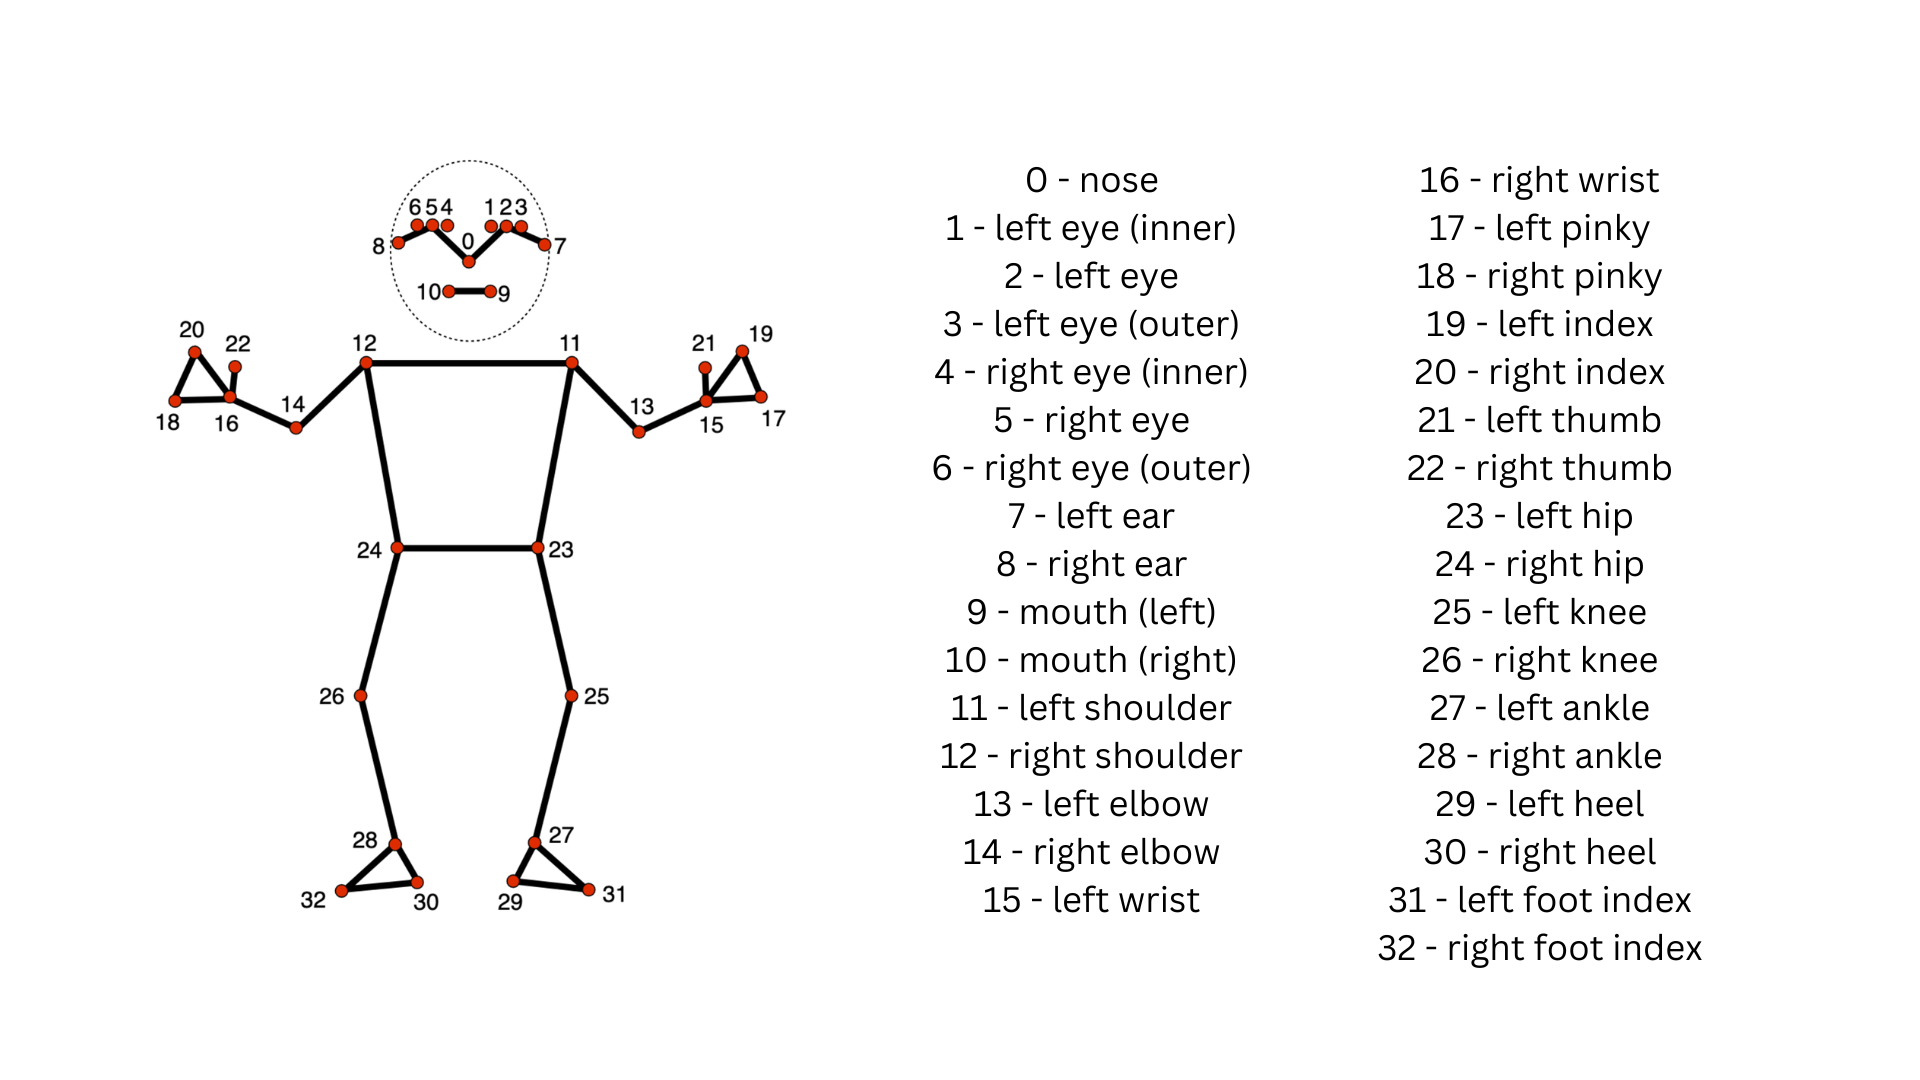 6 5 4 1 2 3
8 0 7
10 9
20 22 12 11 21 19
18 16 14 13 15 17
24 23
26 25
28 27
32 30 29 31
0 - nose
1 - left eye (inner)
2 - left eye
3 - left eye (outer)
4 - right eye (inner)
5 - right eye
6 - right eye (outer)
7 - left ear
8 - right ear
9 - mouth (left)
10 - mouth (right)
11 - left shoulder
12 - right shoulder
13 - left elbow
14 - right elbow
15 - left wrist
16 - right wrist
17 - left pinky
18 - right pinky
19 - left index
20 - right index
21 - left thumb
22 - right thumb
23 - left hip
24 - right hip
25 - left knee
26 - right knee
27 - left ankle
28 - right ankle
29 - left heel
30 - right heel
31 - left foot index
32 - right foot index